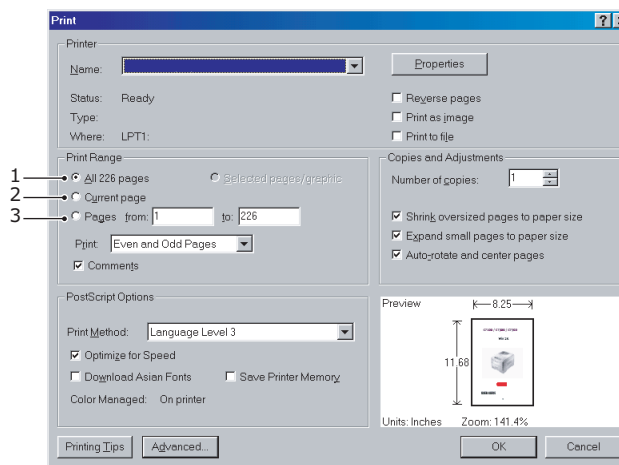 Print
Printer
Name:
Properties
Status: Ready
Reverse pages
Type:
Print as image
Where: LPT1:
Print to file
Print Range
1 All 226 pages
Selected pages/graphic
2 Current page
3 Pages from: 1 to: 226
Print: Even and Odd Pages
Comments
Copies and Adjustments
Number of copies: 1
Shrink oversized pages to paper size
Expand small pages to paper size
Auto-rotate and center pages
PostScript Options
Print Method: Language Level 3
Optimize for Speed
Download Asian Fonts
Save Printer Memory
Color Managed: On printer
Preview
8.25
11.68
Units: Inches Zoom: 141.4%
Printing Tips
Advanced...
OK
Cancel